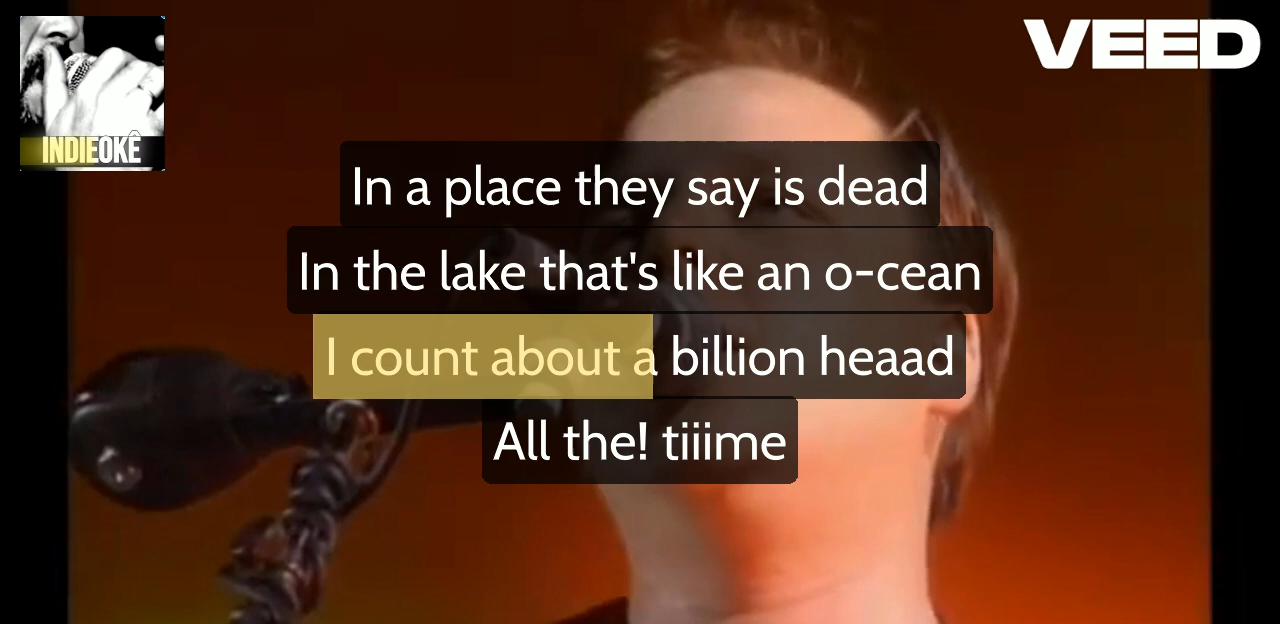 VEED
INDIEOKÊ
In a place they say is dead
In the lake that's like an o-cean
I count about a billion heaad
All the! tiiime